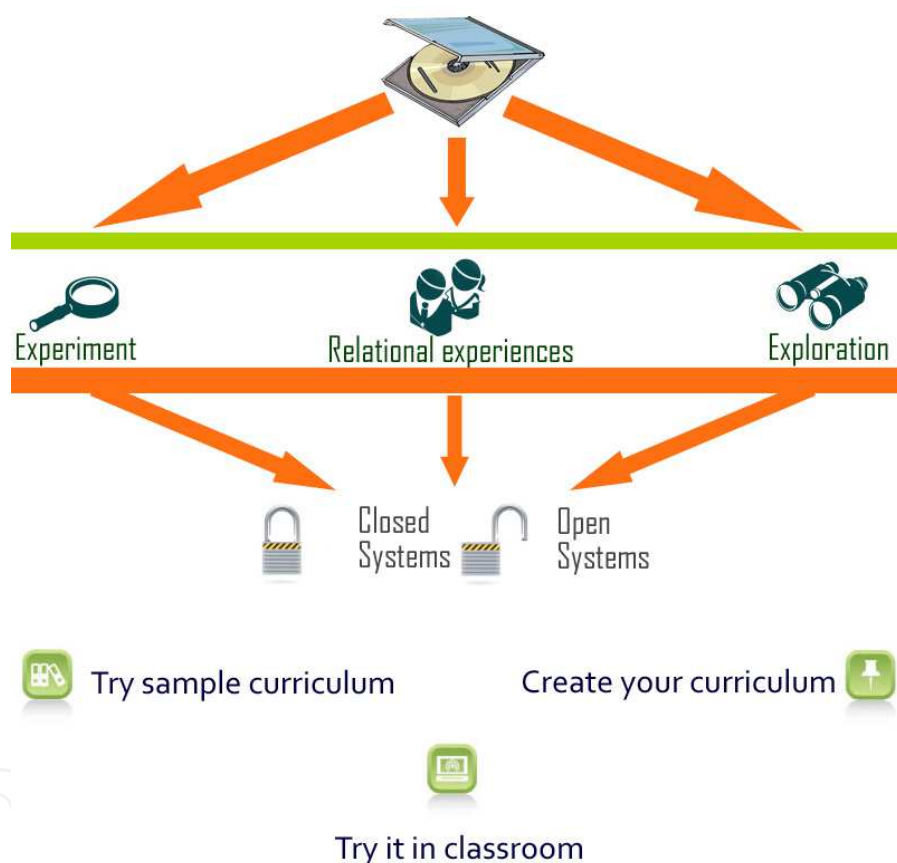 Experiment
Relational experiences
Exploration
Closed
Systems
Open
Systems
Try sample curriculum
Create your curriculum
Try it in classroom